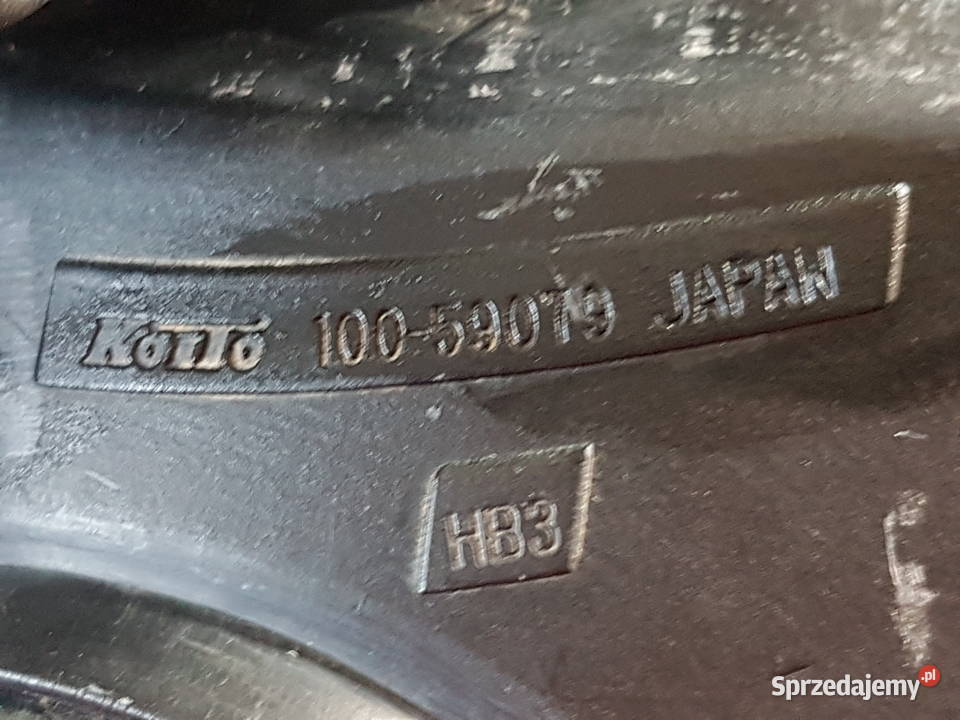 KOITO 100-59079 JAPAN
HB3
Sprzedajemy.pl